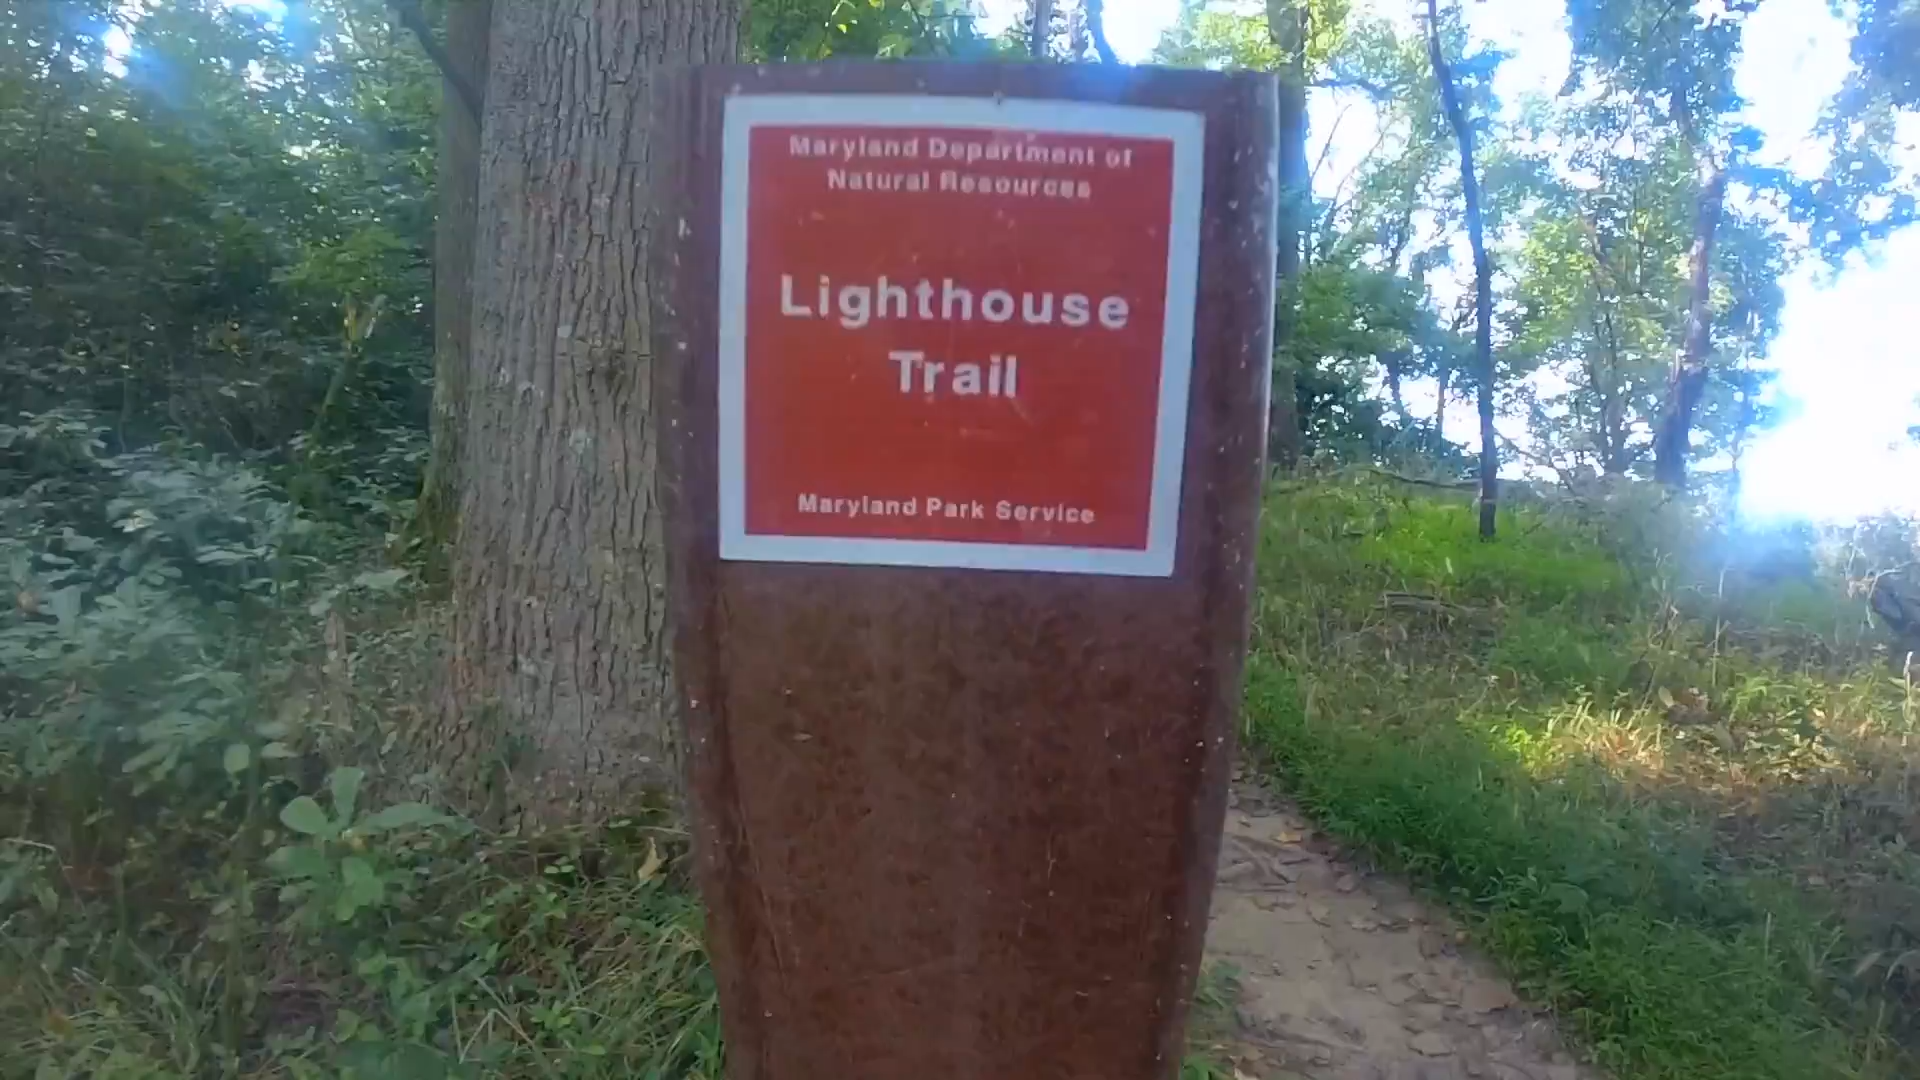 Maryland Department of
Natural Resources
Lighthouse
Trail
Maryland Park Service